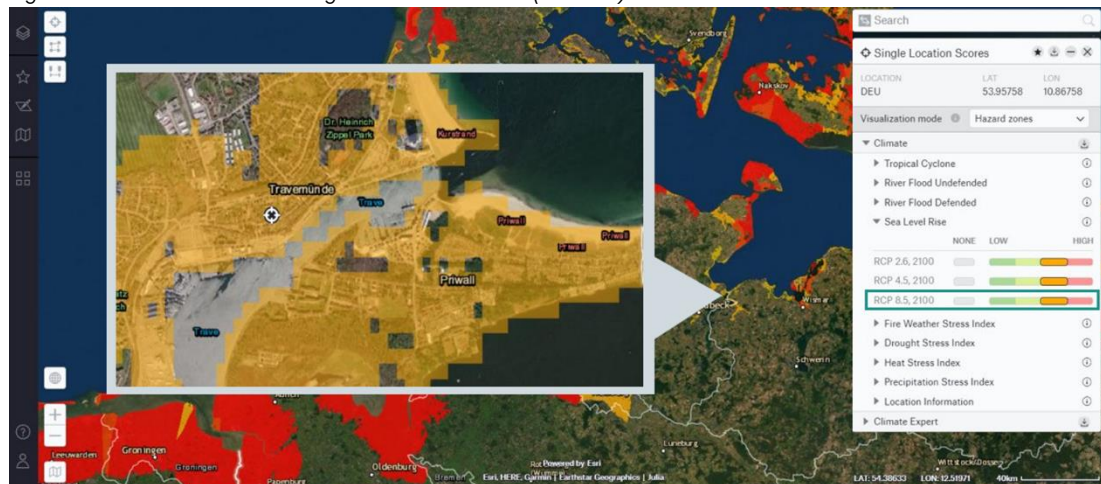 Search
Single Location Scores
LOCATION LAT LON
DEU 53.95758 10.86758
Visualization mode Hazard zones
Climate
Tropical Cyclone
River Flood Undefended
River Flood Defended
Sea Level Rise
NONE LOW HIGH
RCP 2.6, 2100
RCP 4.5, 2100
RCP 8.5, 2100
Fire Weather Stress Index
Drought Stress Index
Heat Stress Index
Precipitation Stress Index
Location Information
Climate Expert
Svendborg
Nakskov
Dr. Heinrich
Zippel Park
Kurstrand
Travemünde
Trave
Priwall
Priwall
Priwall
Priwall
Trave
Wismar
Schwerin
Luneburg
Leeuwarden
Groningen
Groningen
Papenburg
Oldenburg
Bremen
Powered by Esri
Esri, HERE, Garmin | Earthstar Geographics | Julia
LAT: 54.38633 LON: 12.51971 40km